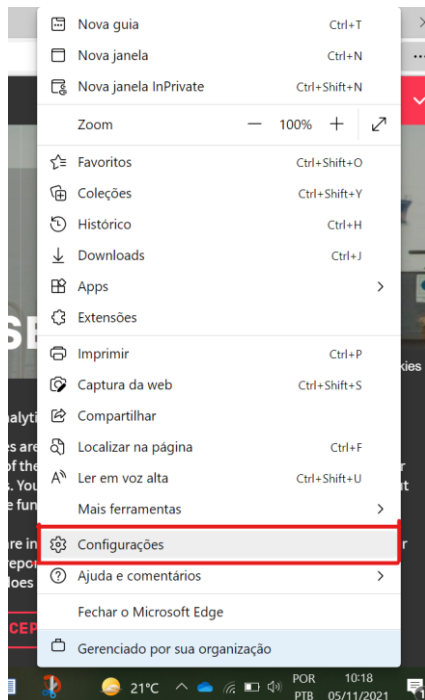 Nova guia Ctrl+T
Nova janela Ctrl+N
Nova janela InPrivate Ctrl+Shift+N
Zoom — 100% +
Favoritos Ctrl+Shift+O
Coleções Ctrl+Shift+Y
Histórico Ctrl+H
Downloads Ctrl+J
Apps
Extensões
Imprimir Ctrl+P
Captura da web Ctrl+Shift+S
Compartilhar
Localizar na página Ctrl+F
Ler em voz alta Ctrl+Shift+U
Mais ferramentas
Configurações
Ajuda e comentários
Fechar o Microsoft Edge
Gerenciado por sua organização
21°C POR 10:18
PTB 05/11/2021